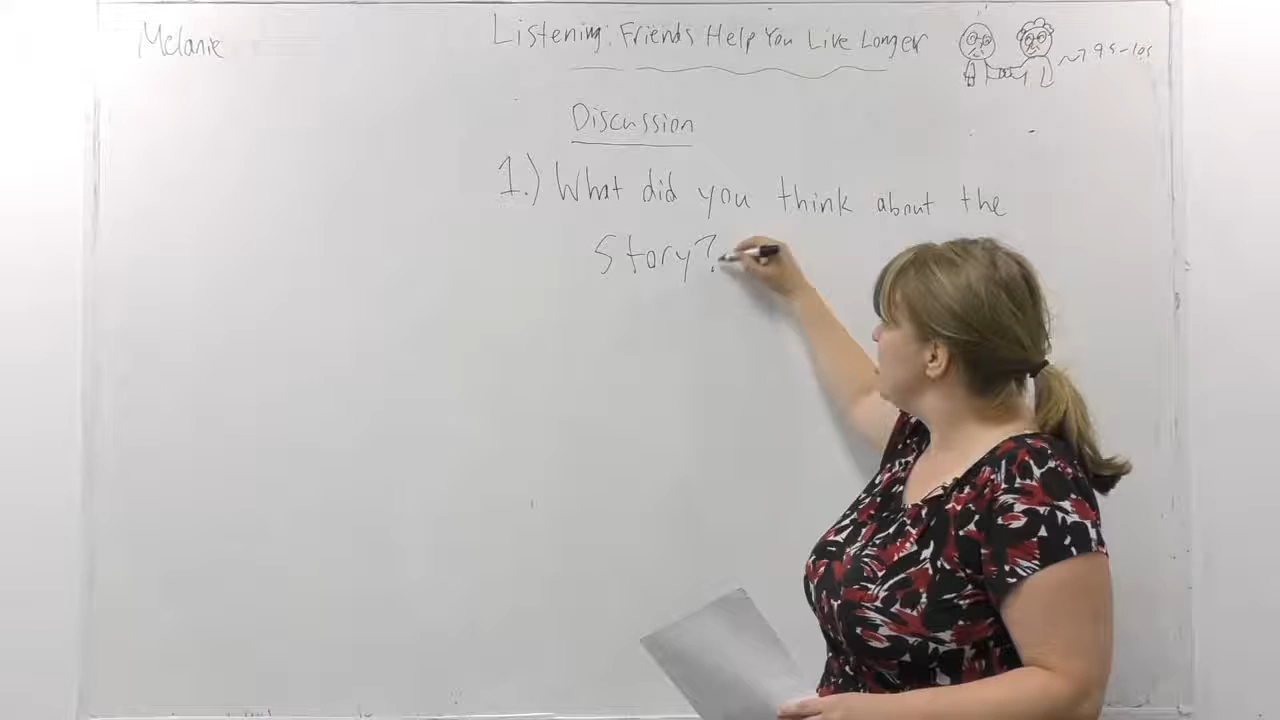 Melanie
Listening: Friends Help You Live Longer
95-105
Discussion
1.) What did you think about the
Story?